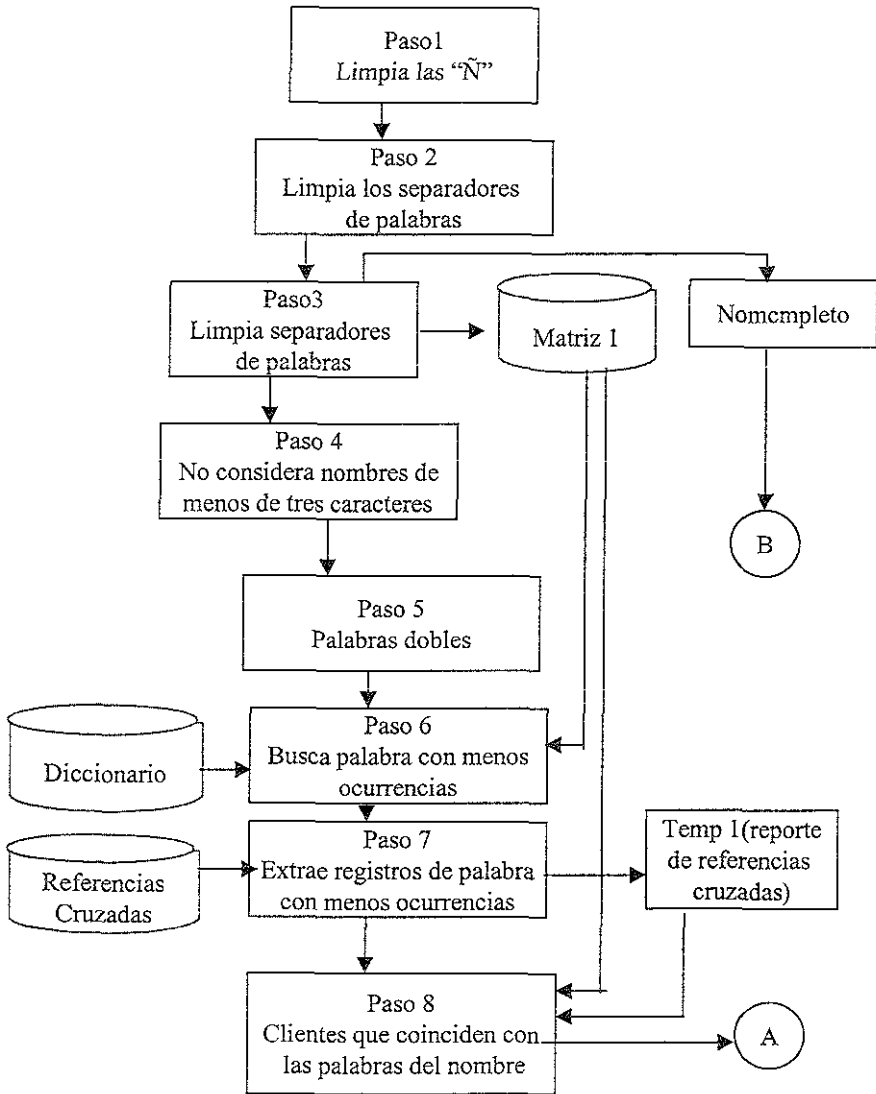 Paso1
Limpia las “Ñ”
Paso 2
Limpia los separadores
de palabras
Paso3
Limpia separadores
de palabras
Matriz 1
Nomcmpleto
Paso 4
No considera nombres de
menos de tres caracteres
B
Paso 5
Palabras dobles
Paso 6
Busca palabra con menos
ocurrencias
Diccionario
Paso 7
Extrae registros de palabra
con menos ocurrencias
Referencias
Cruzadas
Temp 1(reporte
de referencias
cruzadas)
Paso 8
Clientes que coinciden con
las palabras del nombre
A